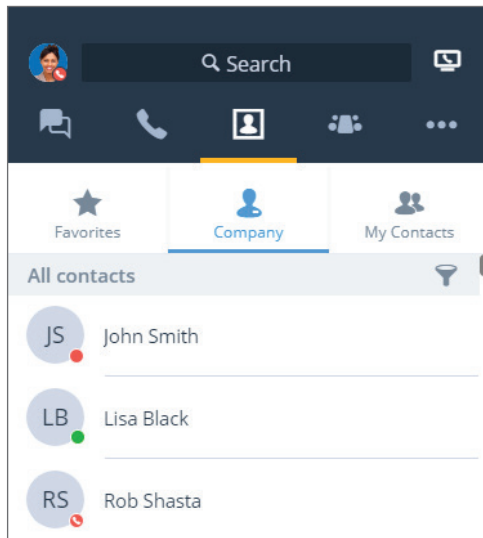 Search
Favorites
Company
My Contacts
All contacts
JS
John Smith
LB
Lisa Black
RS
Rob Shasta